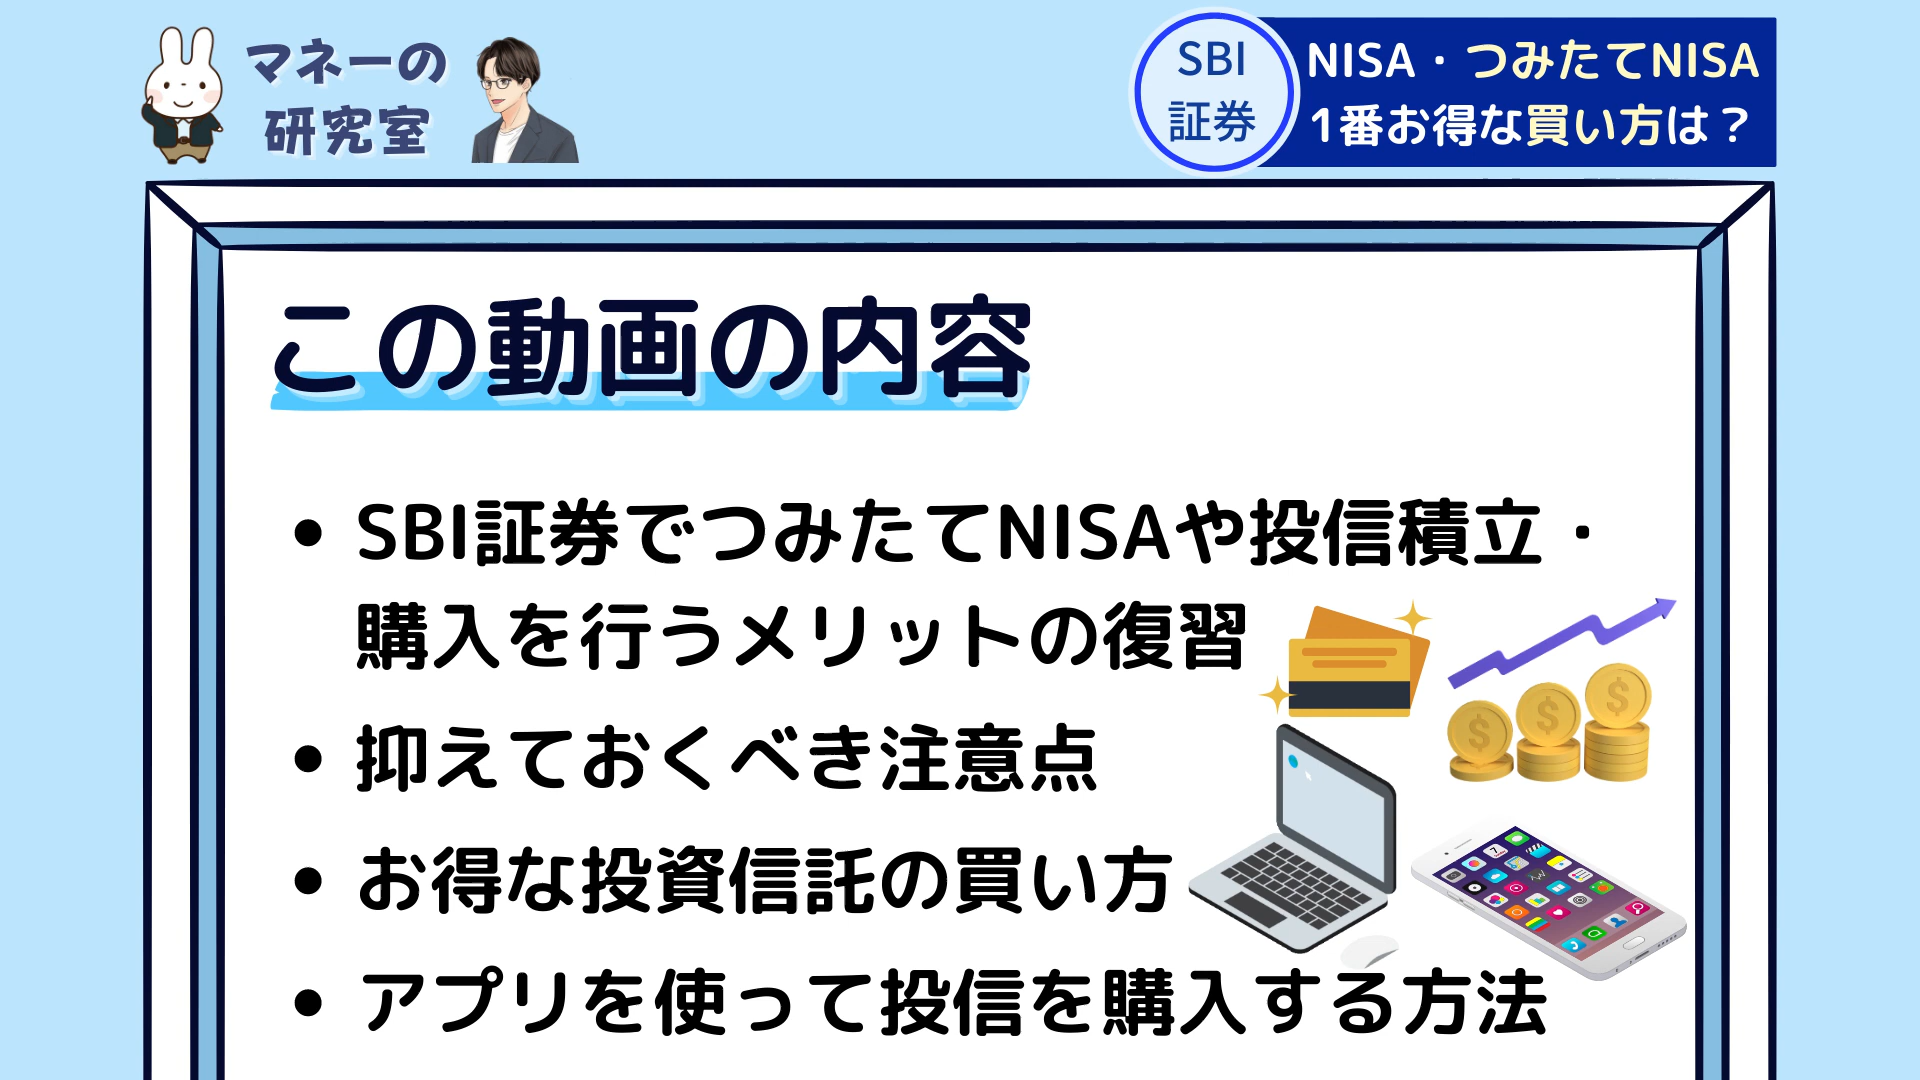 マネーの
研究室
SBI
証券
NISA・つみたてNISA
1番お得な買い方は？
この動画の内容
• SBI証券でつみたてNISAや投信積立・
購入を行うメリットの復習
• 抑えておくべき注意点
• お得な投資信託の買い方
• アプリを使って投信を購入する方法